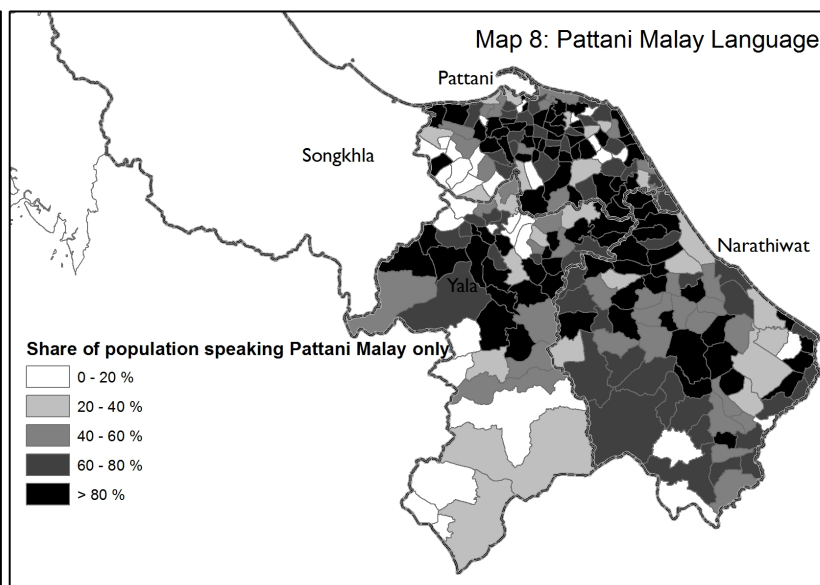 Map 8: Pattani Malay Language
Pattani
Songkhla
Narathiwat
Yala
Share of population speaking Pattani Malay only
0 - 20 %
20 - 40 %
40 - 60 %
60 - 80 %
> 80 %